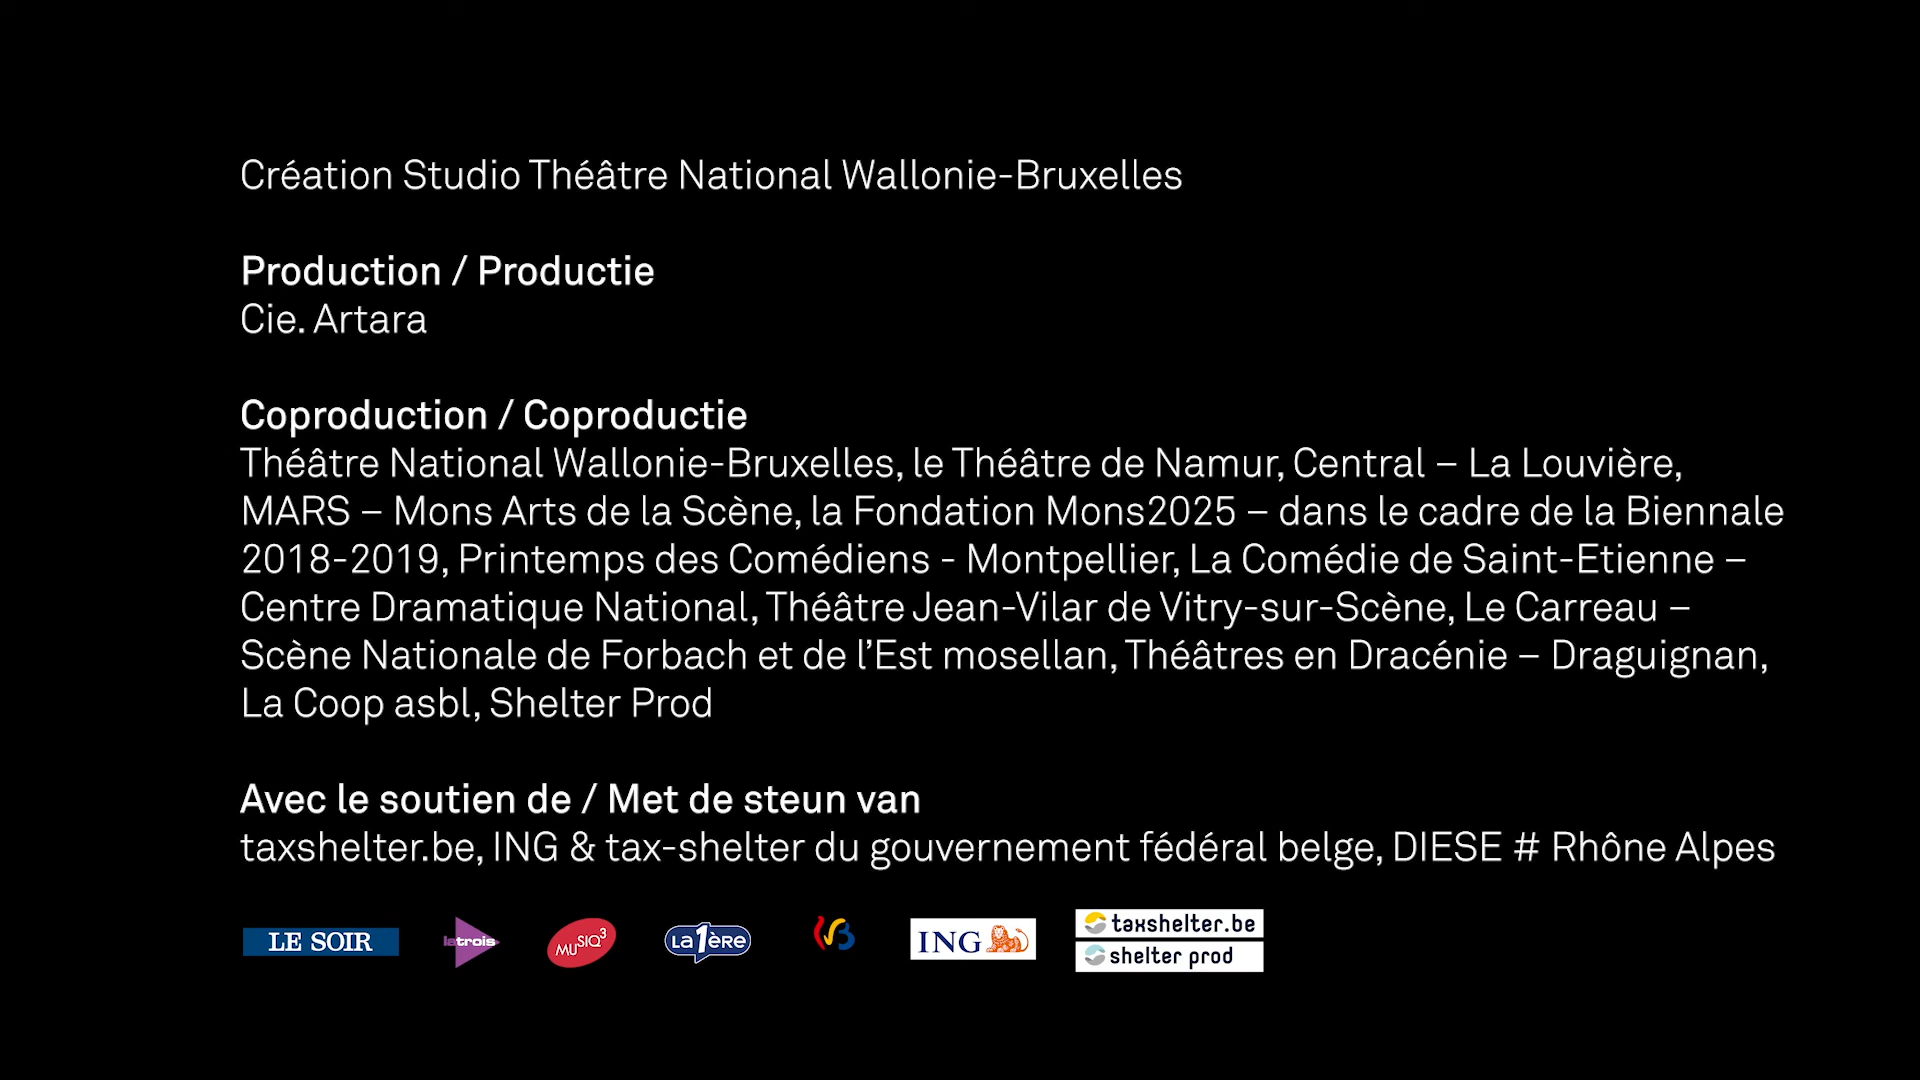 Création Studio Théâtre National Wallonie-Bruxelles
Production / Productie
Cie. Artara
Coproduction / Coproductie
Théâtre National Wallonie-Bruxelles, le Théâtre de Namur, Central – La Louvière,
MARS – Mons Arts de la Scène, la Fondation Mons2025 – dans le cadre de la Biennale
2018-2019, Printemps des Comédiens - Montpellier, La Comédie de Saint-Etienne –
Centre Dramatique National, Théâtre Jean-Vilar de Vitry-sur-Scène, Le Carreau –
Scène Nationale de Forbach et de l’Est mosellan, Théâtres en Dracénie – Draguignan,
La Coop asbl, Shelter Prod
Avec le soutien de / Met de steun van
taxshelter.be, ING & tax-shelter du gouvernement fédéral belge, DIESE # Rhône Alpes
LE SOIR latrois MUSIQ3 LA 1ÈRE ING taxshelter.be
shelter prod